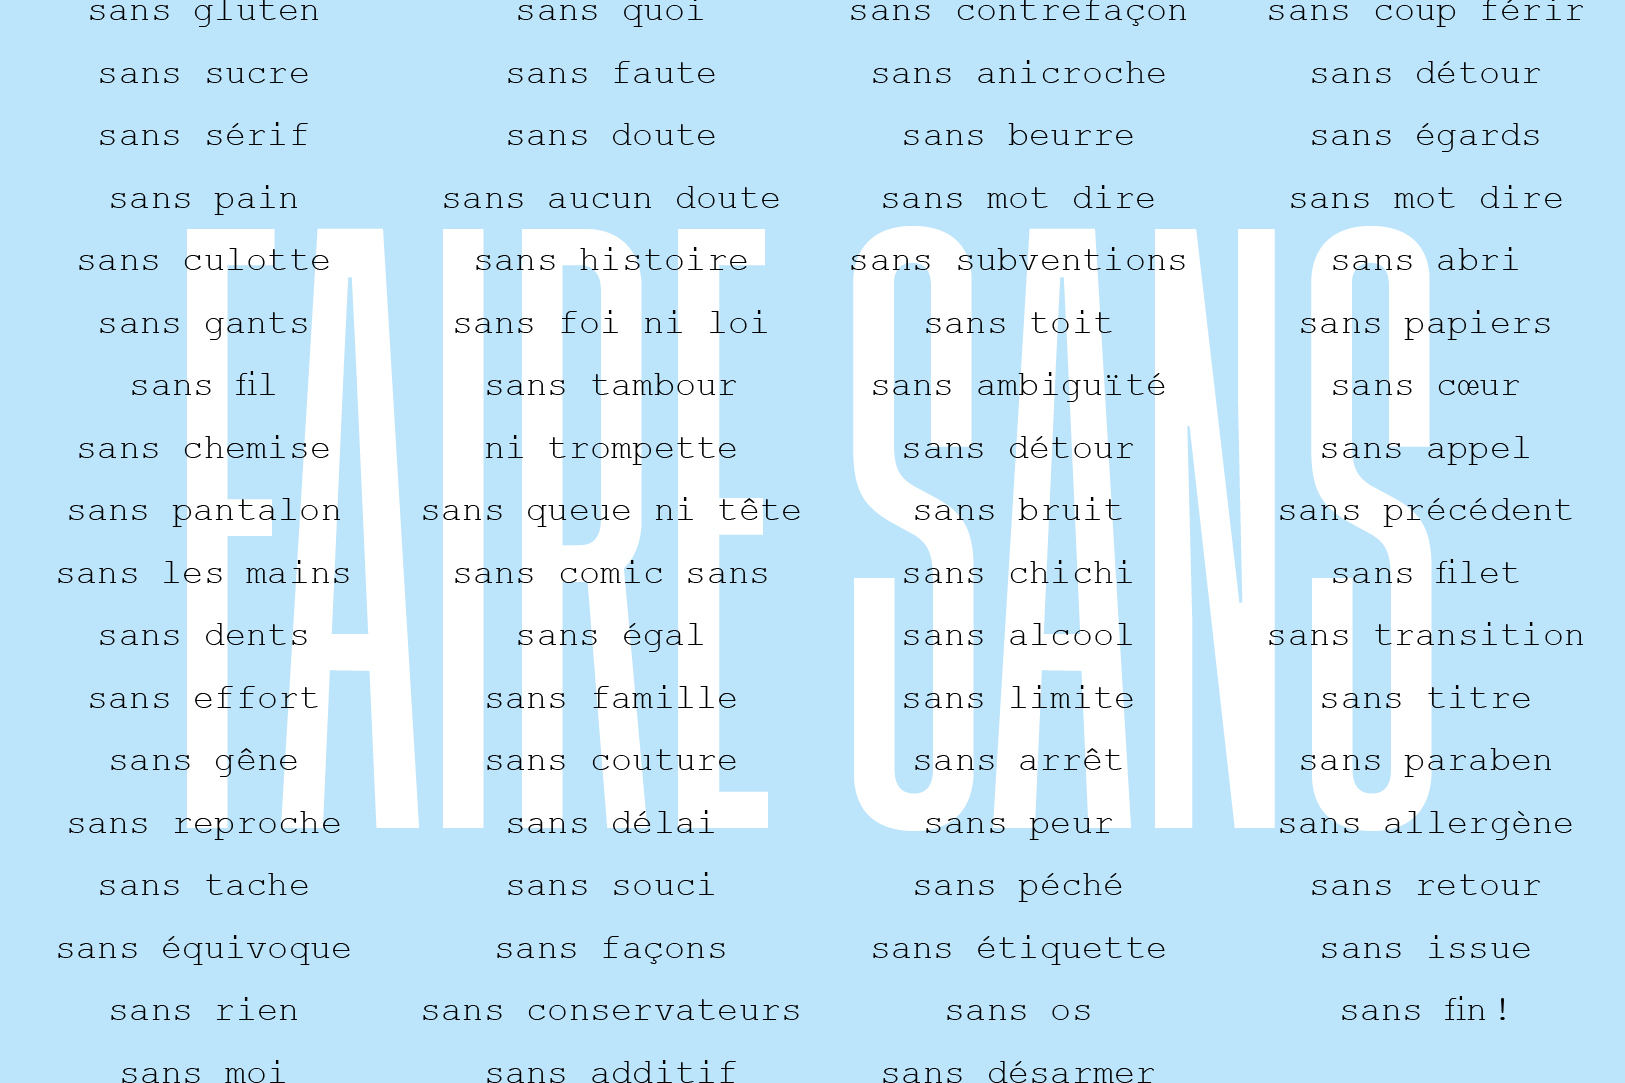 sans gluten
sans sucre
sans sérif
sans pain
sans culotte
sans gants
sans fil
sans chemise
sans pantalon
sans les mains
sans dents
sans effort
sans gêne
sans reproche
sans tache
sans équivoque
sans rien
sans moi
sans quoi
sans faute
sans doute
sans aucun doute
sans histoire
sans foi ni loi
sans tambour
ni trompette
sans queue ni tête
sans comic sans
sans égal
sans famille
sans couture
sans délai
sans souci
sans façons
sans conservateurs
sans additif
sans contrefaçon
sans anicroche
sans beurre
sans mot dire
sans subventions
sans toit
sans ambiguïté
sans détour
sans bruit
sans chichi
sans alcool
sans limite
sans arrêt
sans peur
sans péché
sans étiquette
sans os
sans désarmer
sans coup férir
sans détour
sans égards
sans mot dire
sans abri
sans papiers
sans cœur
sans appel
sans précédent
sans filet
sans transition
sans titre
sans paraben
sans allergène
sans retour
sans issue
sans fin !
FAIRE SANS